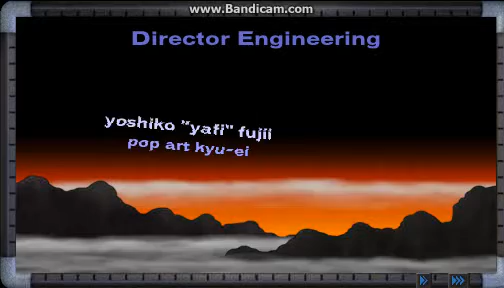 www.Bandicam.com
Director Engineering
yoshiko "yafi" fujii
pop art kyu-ei